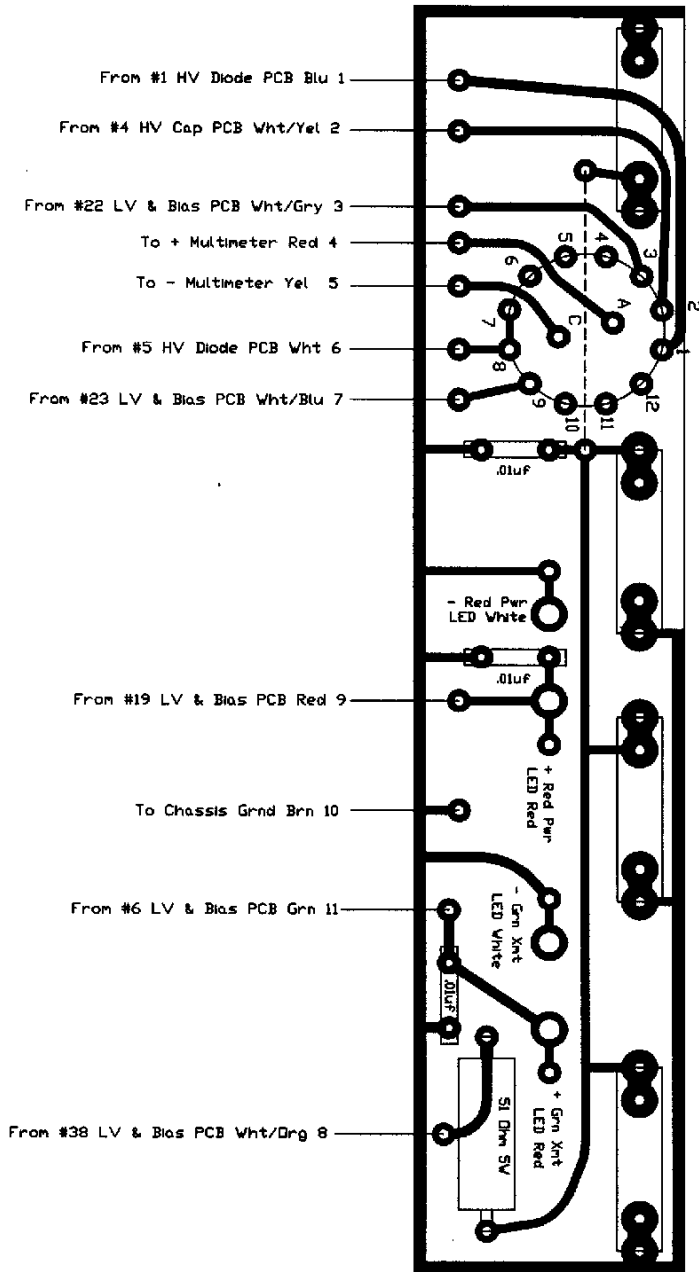 From #1 HV Diode PCB Blu 1
From #4 HV Cap PCB Wht/Yel 2
From #22 LV & Bias PCB Wht/Gry 3
To + Multimeter Red 4
To - Multimeter Yel 5
From #5 HV Diode PCB Wht 6
From #23 LV & Bias PCB Wht/Blu 7
5
4
3
6
2
A
7
C
1
8
9
10
11
12
.01uf
- Red Pwr
LED White
.01uf
From #19 LV & Bias PCB Red 9
+ Red Pwr
LED Red
To Chassis Grnd Brn 10
- Grn Xmt
LED White
From #6 LV & Bias PCB Grn 11
.01uf
+ Grn Xmt
LED Red
51 Ohm 5W
From #38 LV & Bias PCB Wht/Org 8